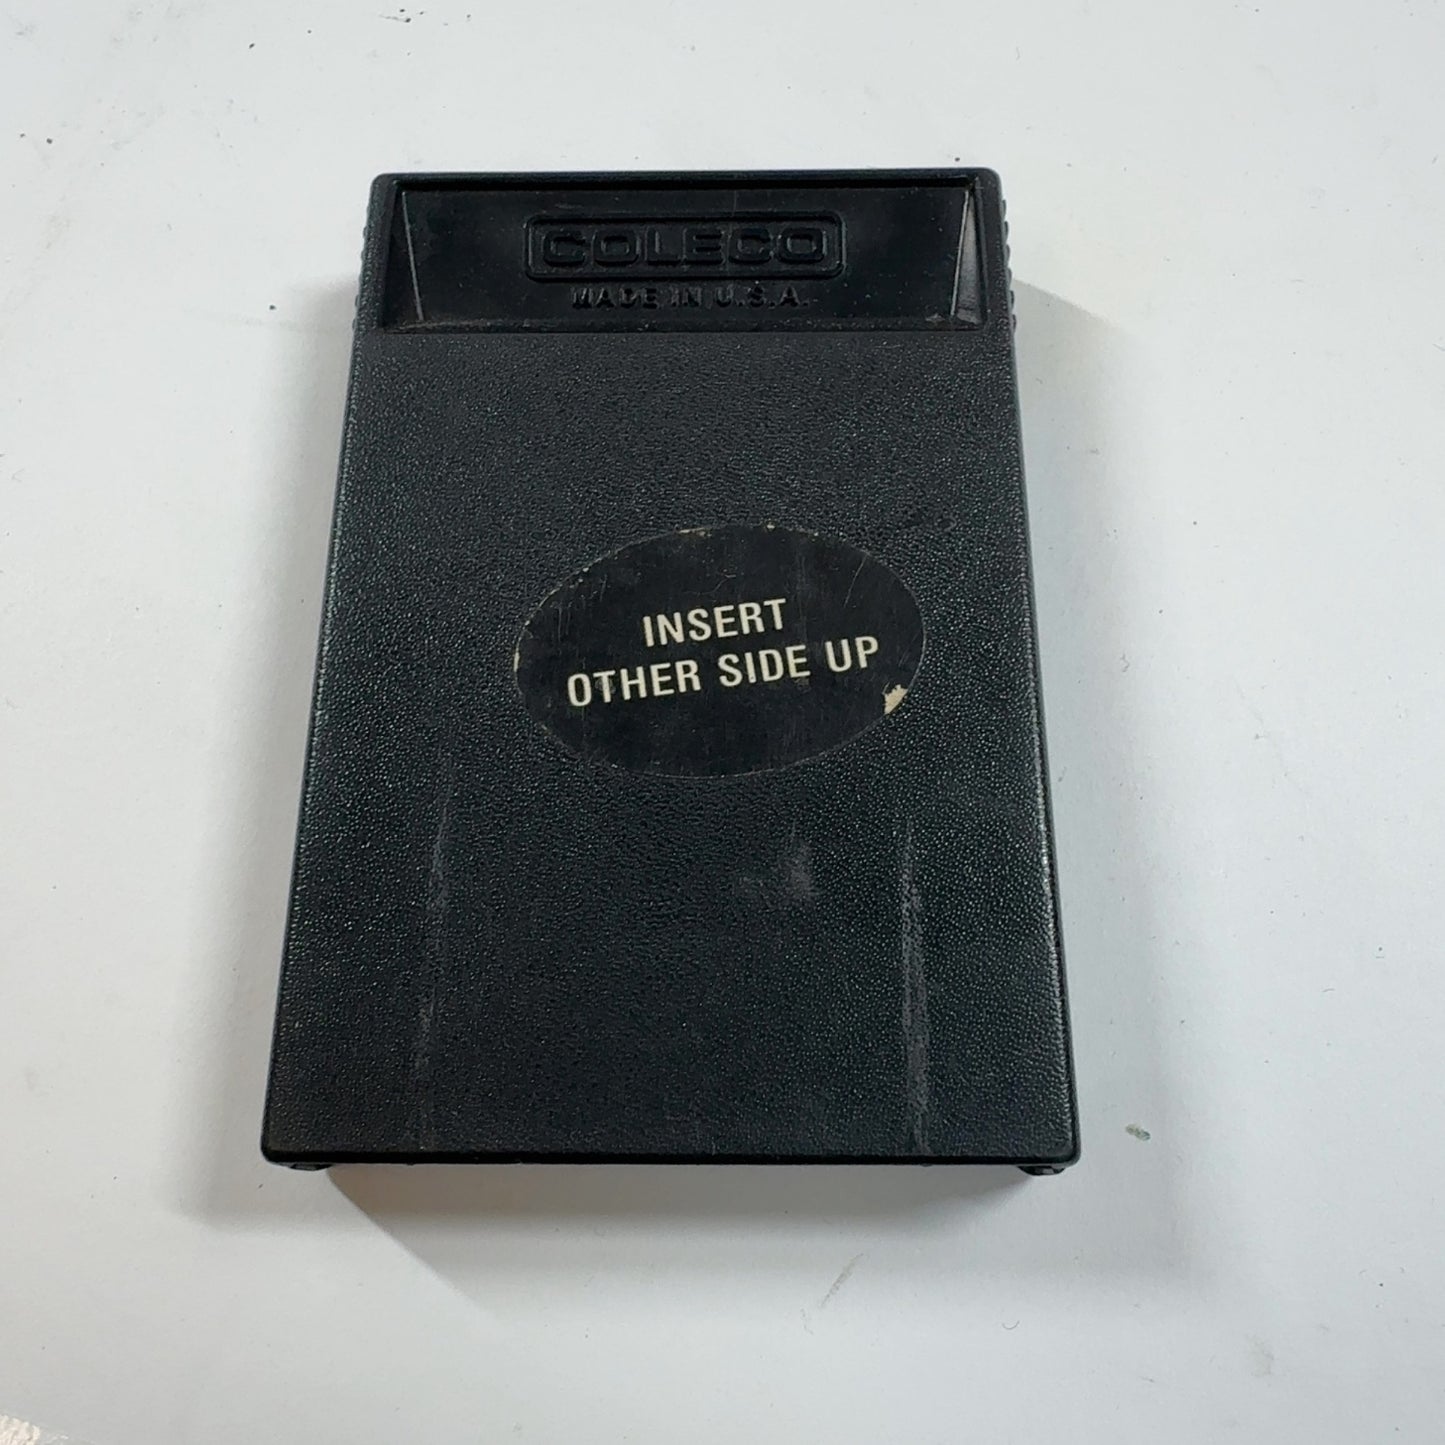 COLECO
MADE IN U.S.A.
INSERT
OTHER SIDE UP